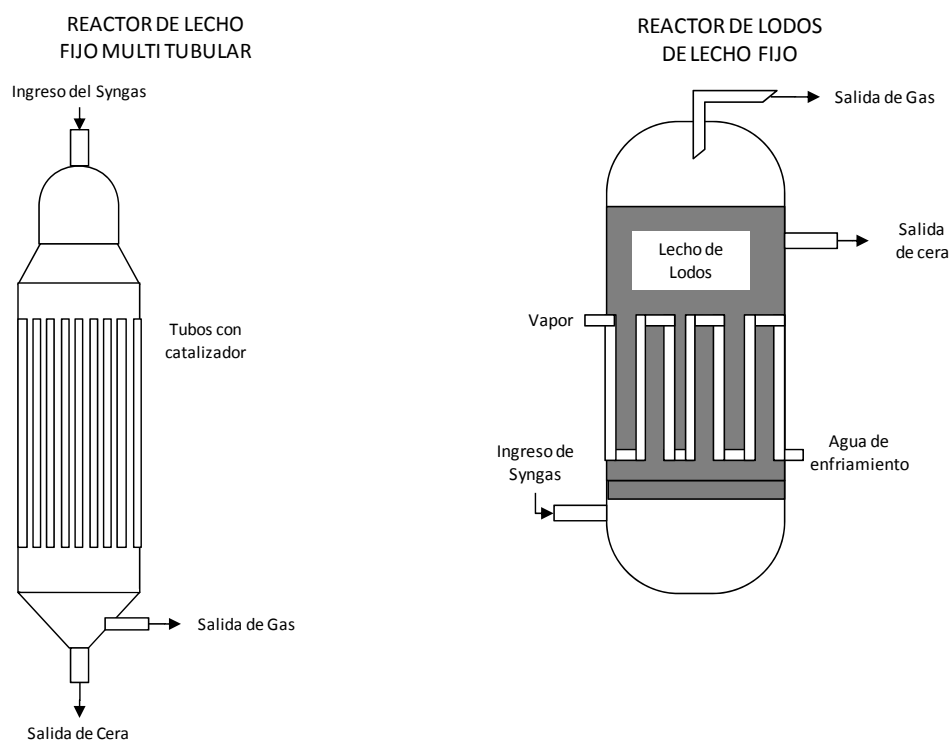 REACTOR DE LECHO
FIJO MULTI TUBULAR
Ingreso del Syngas
Tubos con
catalizador
Salida de Gas
Salida de Cera
REACTOR DE LODOS
DE LECHO FIJO
Salida de Gas
Salida
de cera
Lecho de
Lodos
Vapor
Ingreso de
Syngas
Agua de
enfriamiento